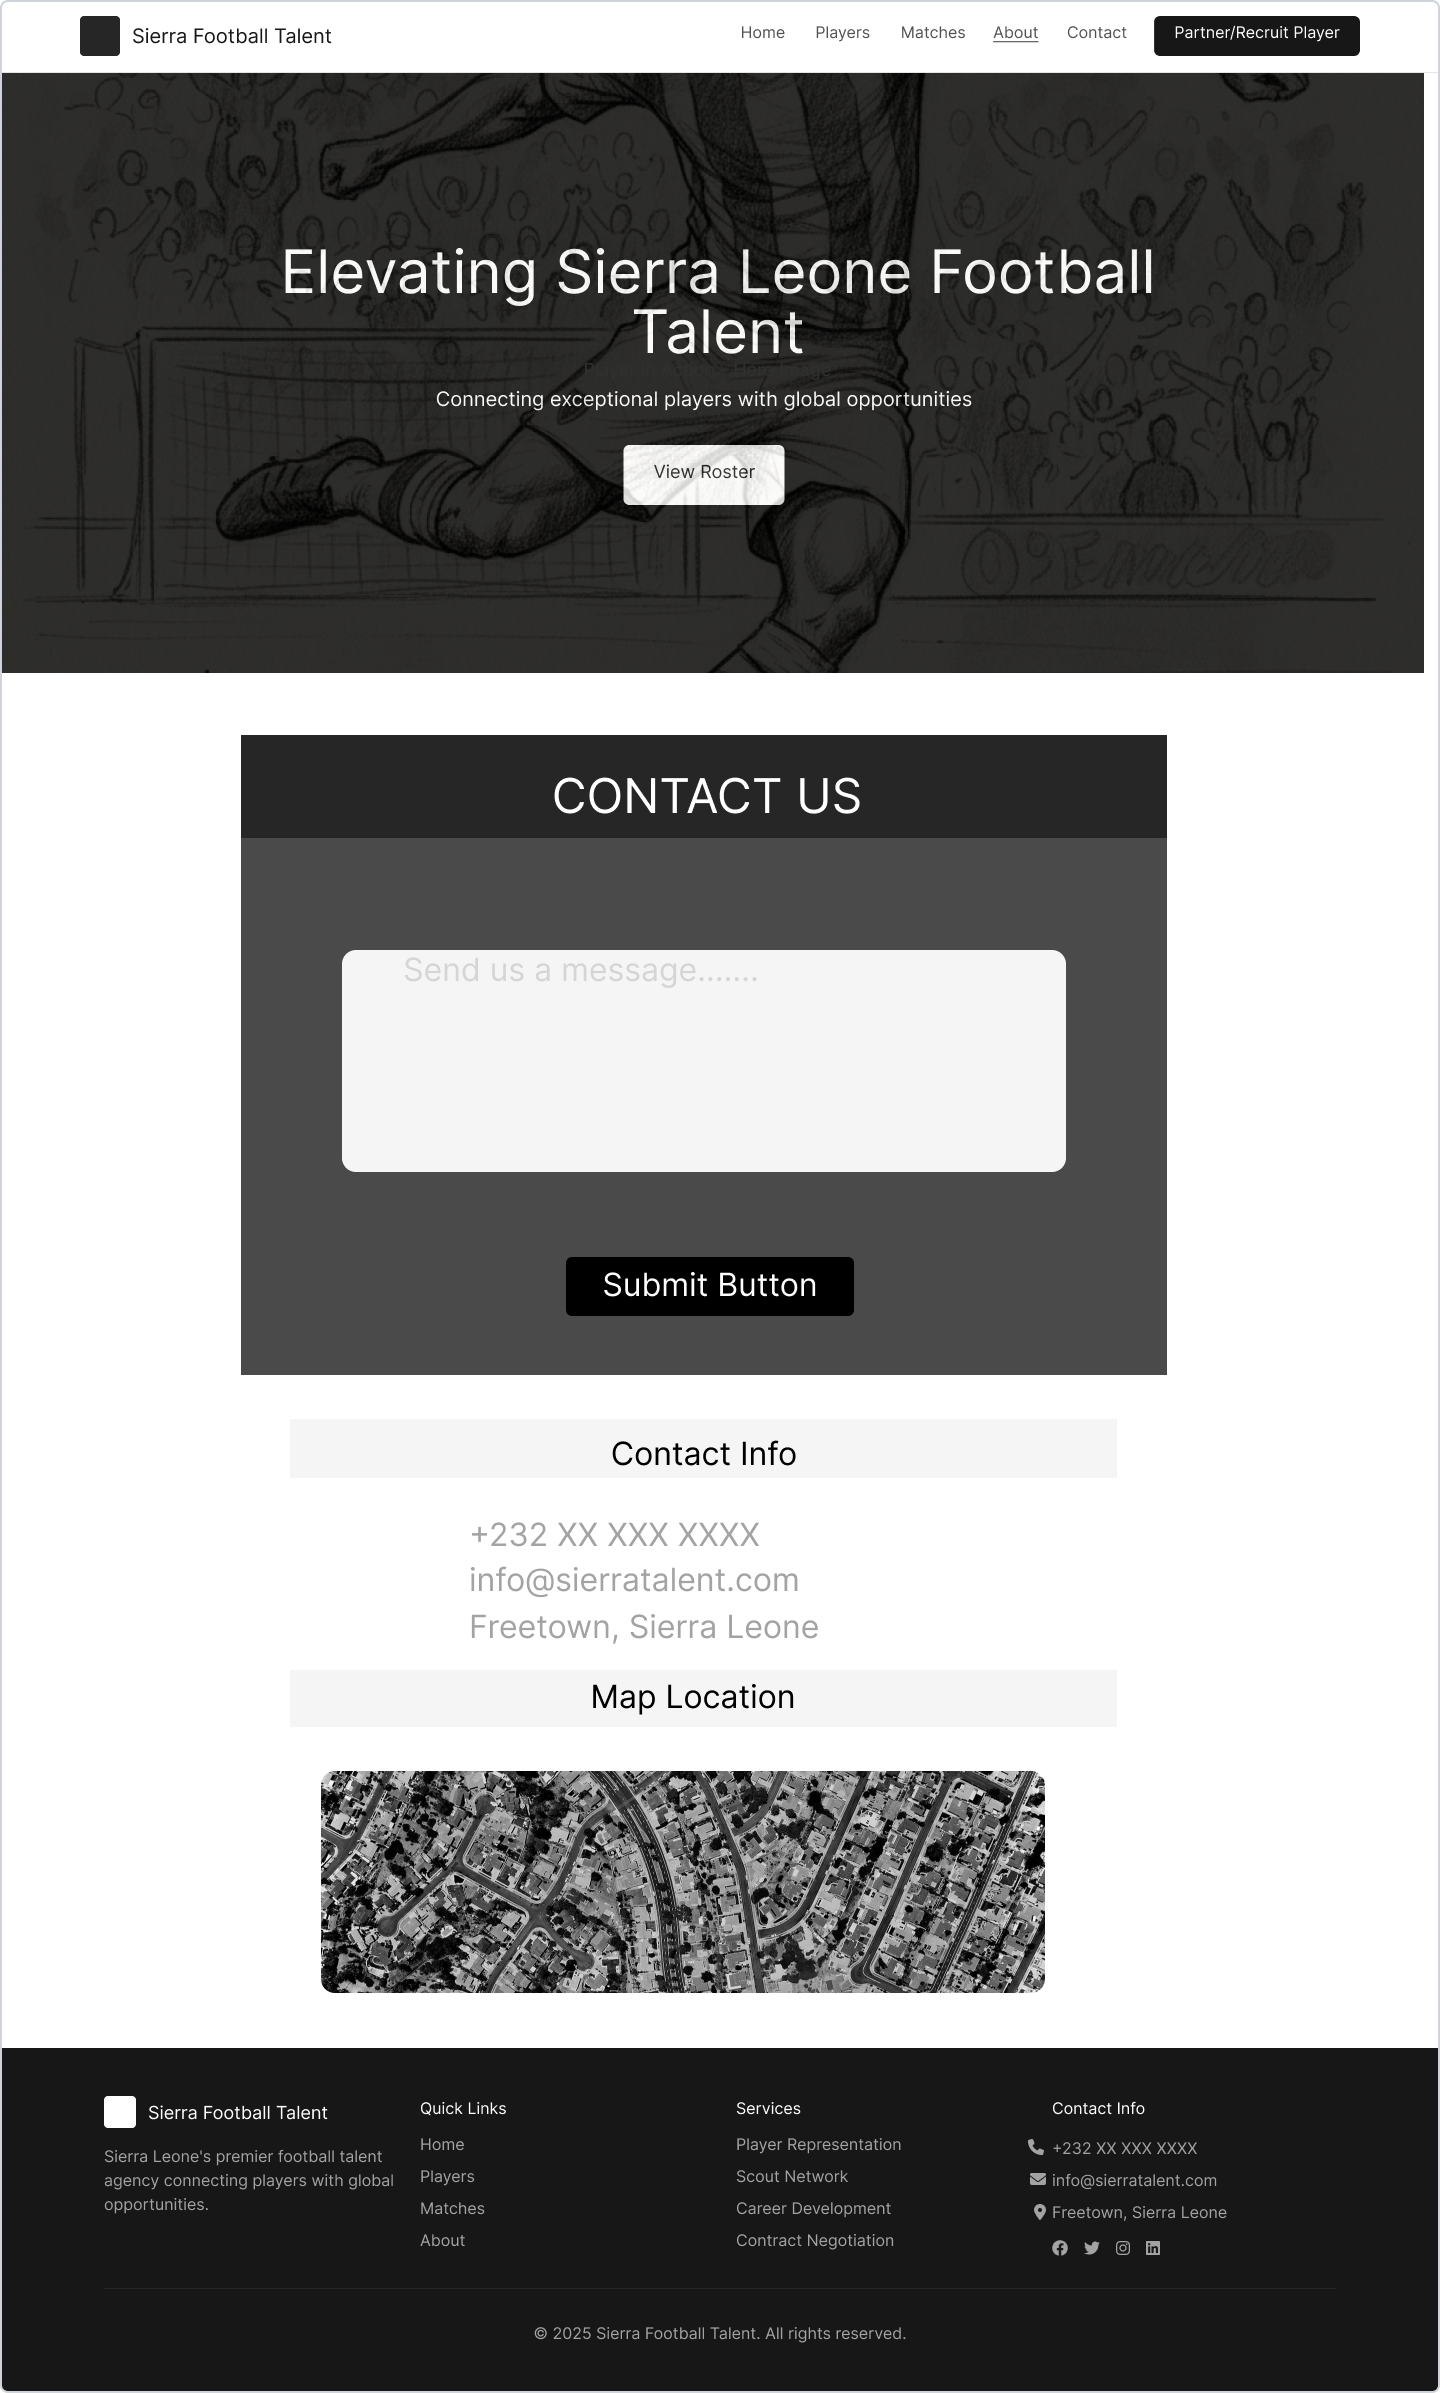 Sierra Football Talent
Home Players Matches About Contact Partner/Recruit Player
Elevating Sierra Leone Football
Talent
Connecting exceptional players with global opportunities
View Roster
CONTACT US
Send us a message.......
Submit Button
Contact Info
+232 XX XXX XXXX
info@sierratalent.com
Freetown, Sierra Leone
Map Location
Sierra Football Talent
Sierra Leone's premier football talent
agency connecting players with global
opportunities.
Quick Links
Home
Players
Matches
About
Services
Player Representation
Scout Network
Career Development
Contract Negotiation
Contact Info
+232 XX XXX XXXX
info@sierratalent.com
Freetown, Sierra Leone
© 2025 Sierra Football Talent. All rights reserved.